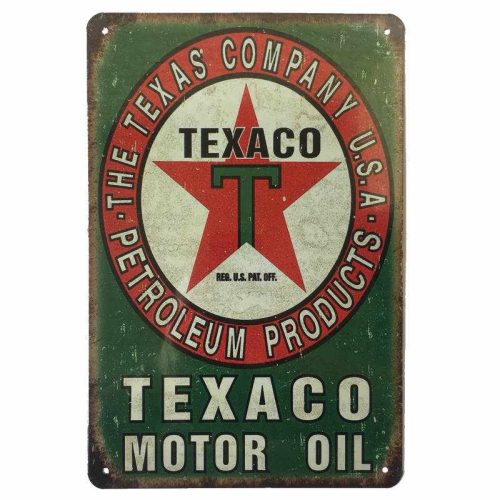 ·THE TEXAS COMPANY U.S.A·
PETROLEUM PRODUCTS
TEXACO
T
REG. U.S. PAT. OFF.
TEXACO
MOTOR OIL